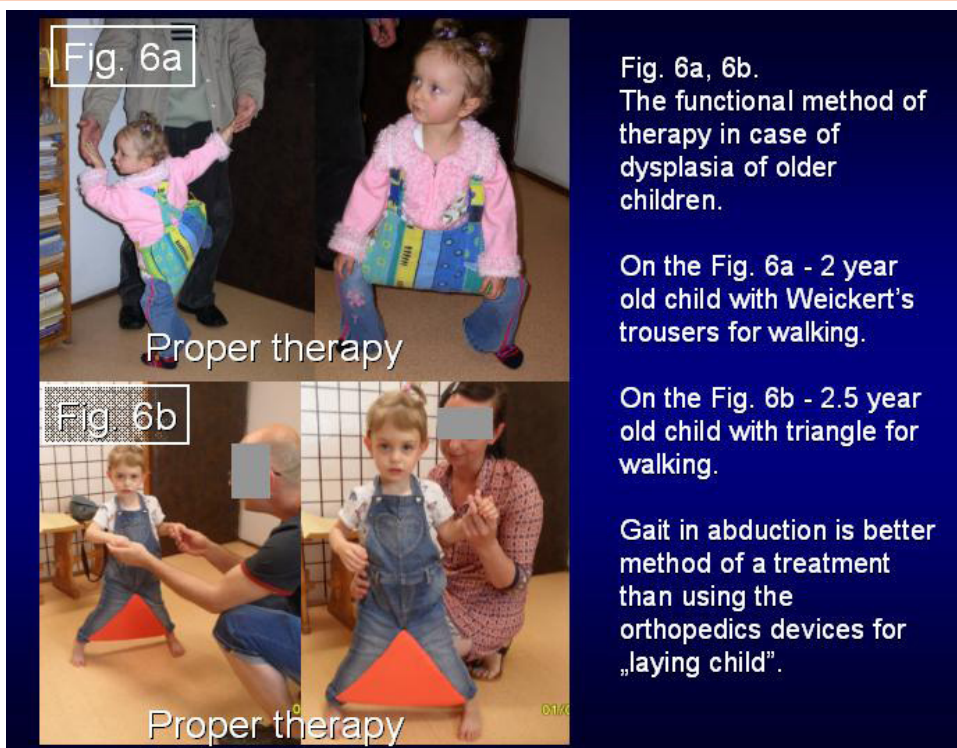 Fig. 6a
Proper therapy
Fig. 6b
Proper therapy
Fig. 6a, 6b.
The functional method of
therapy in case of
dysplasia of older
children.
On the Fig. 6a - 2 year
old child with Weickert's
trousers for walking.
On the Fig. 6b - 2.5 year
old child with triangle for
walking.
Gait in abduction is better
method of a treatment
than using the
orthopedics devices for
„laying child”.